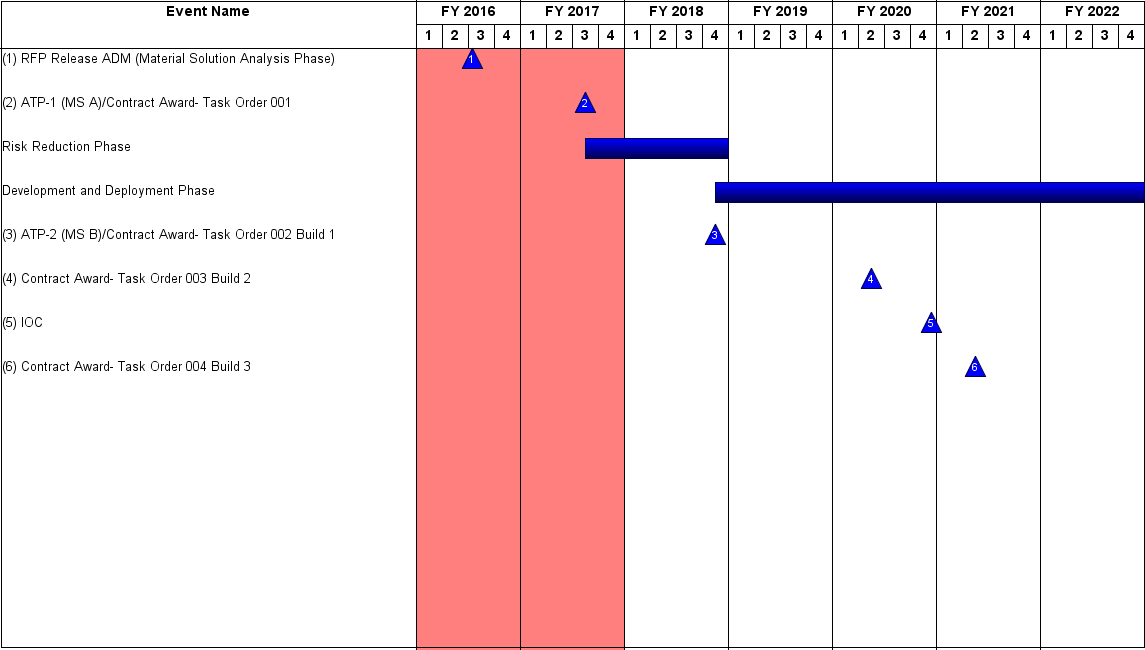 Event Name FY 2016 FY 2017 FY 2018 FY 2019 FY 2020 FY 2021 FY 2022
1 2 3 4 1 2 3 4 1 2 3 4 1 2 3 4 1 2 3 4 1 2 3 4 1 2 3 4
(1) RFP Release ADM (Material Solution Analysis Phase) 1
(2) ATP-1 (MS A)/Contract Award- Task Order 001 2
Risk Reduction Phase
Development and Deployment Phase
(3) ATP-2 (MS B)/Contract Award- Task Order 002 Build 1 3
(4) Contract Award- Task Order 003 Build 2 4
(5) IOC 5
(6) Contract Award- Task Order 004 Build 3 6